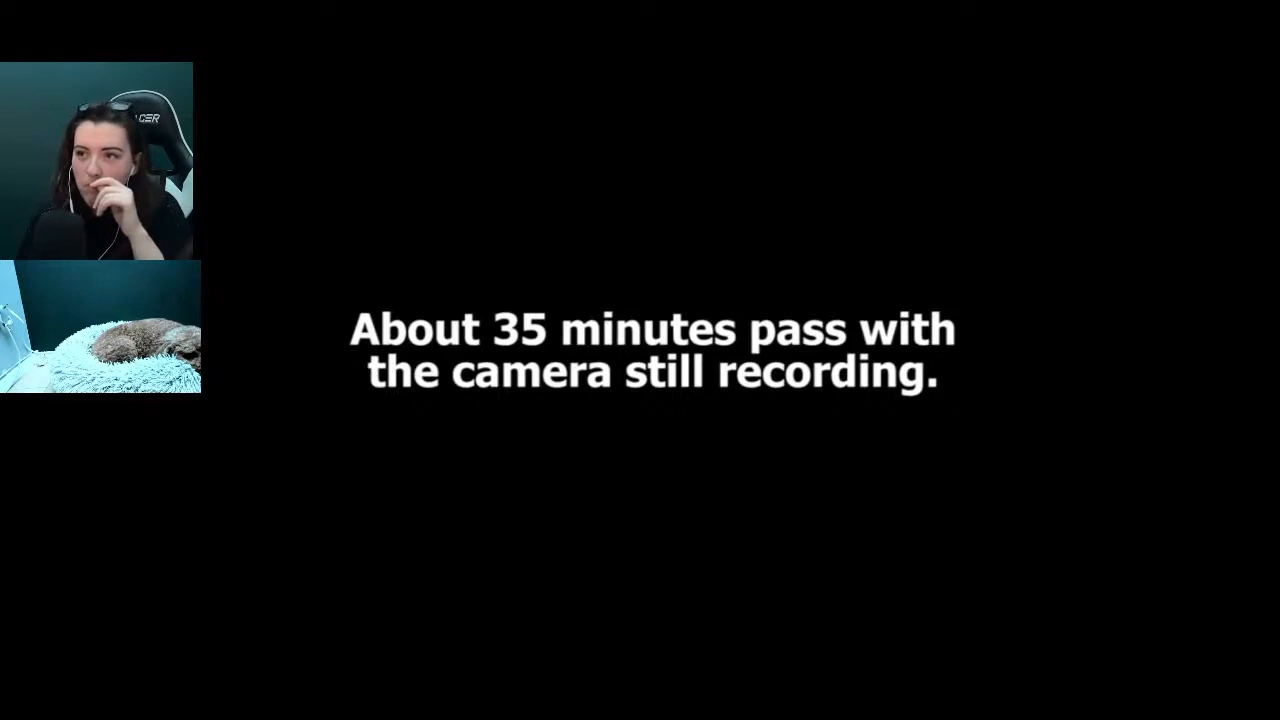 About 35 minutes pass with
the camera still recording.